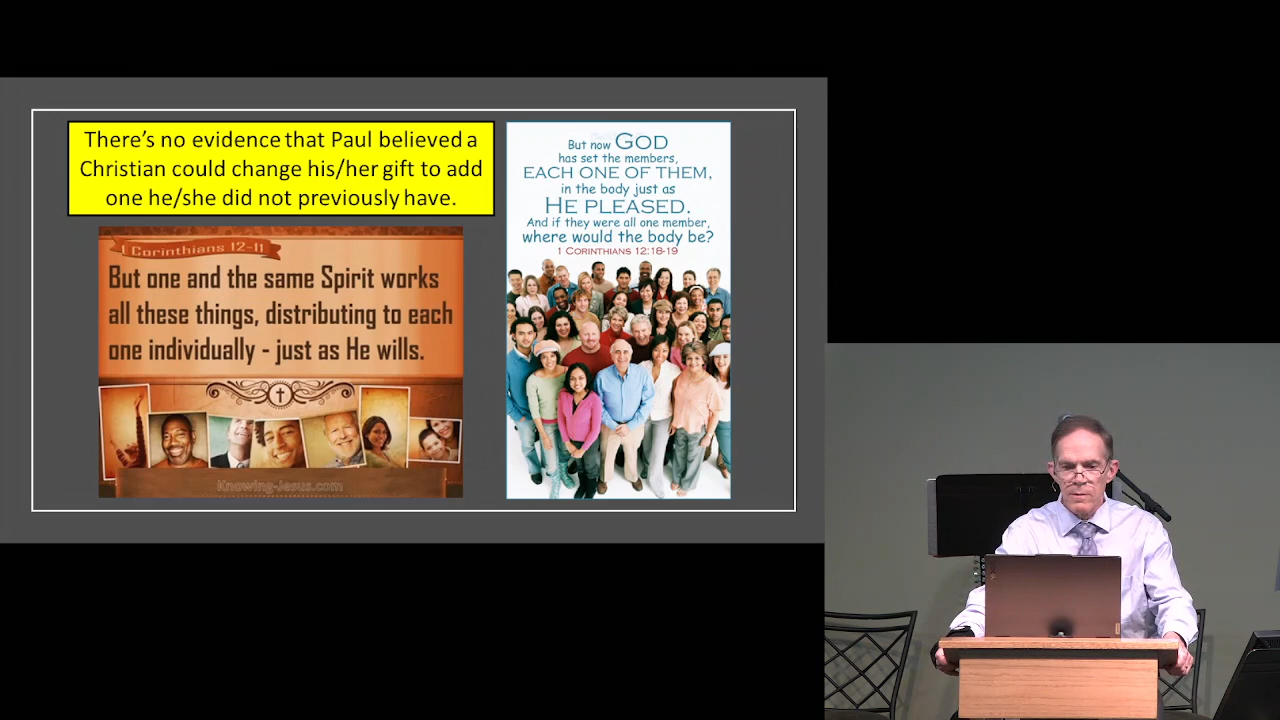 There's no evidence that Paul believed a
Christian could change his/her gift to add
one he/she did not previously have.
1 Corinthians 12-11
But one and the same Spirit works
all these things, distributing to each
one individually - just as He wills.
Knowing-Jesus.com
But now GOD
has set the members,
EACH ONE OF THEM,
in the body just as
HE PLEASED.
And if they were all one member,
where would the body be?
1 CORINTHIANS 12:18-19